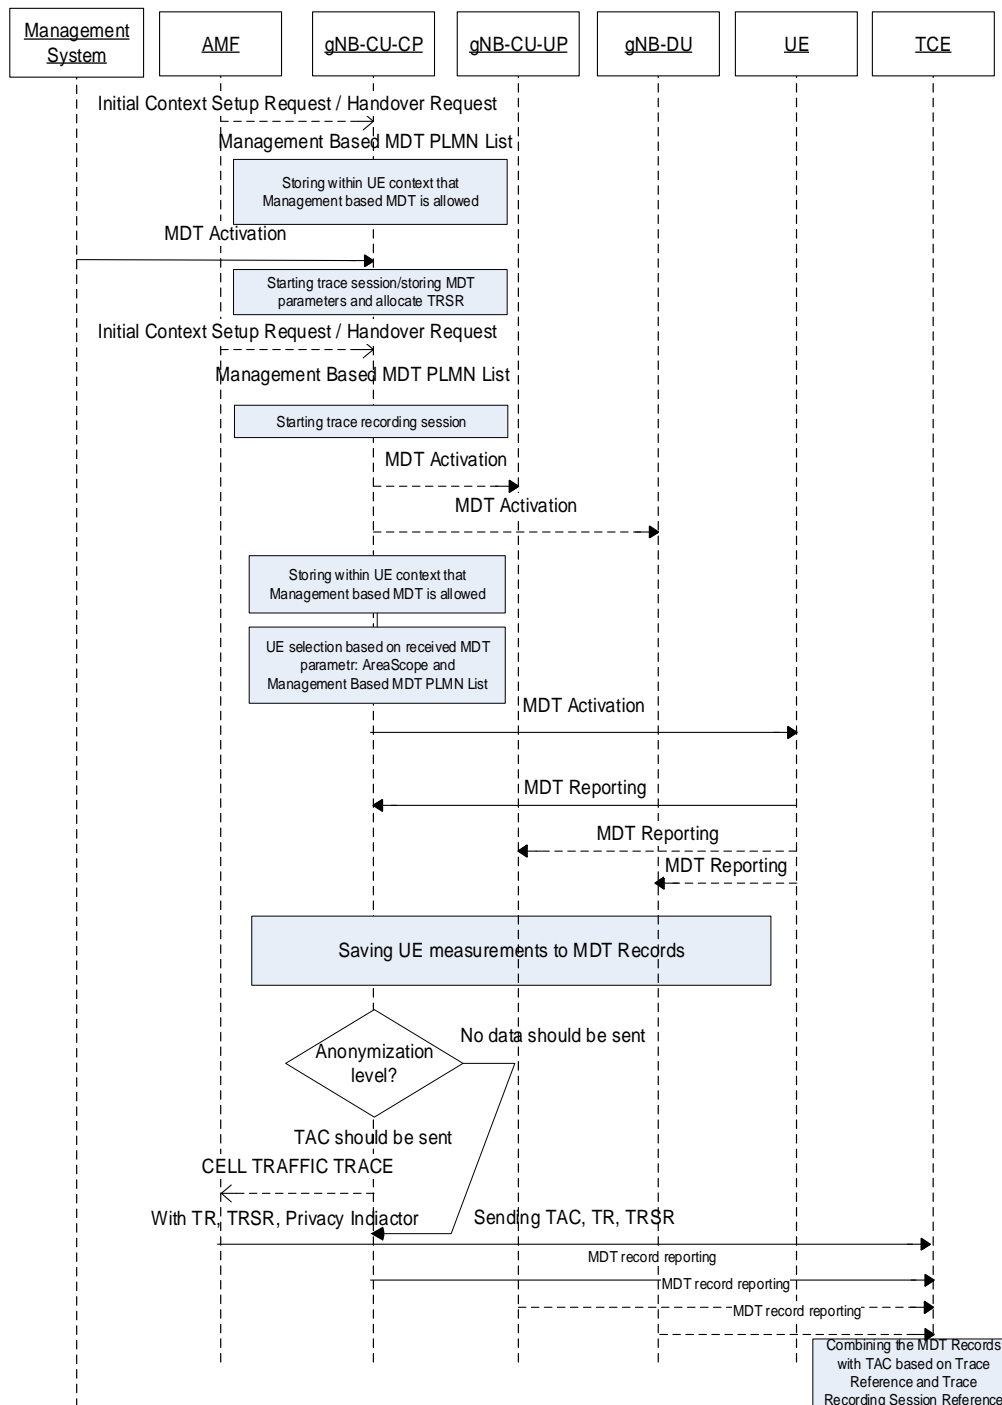 Management
System
AMF
gNB-CU-CP
gNB-CU-UP
gNB-DU
UE
TCE
Initial Context Setup Request / Handover Request
Management Based MDT PLMN List
Storing within UE context that
Management based MDT is allowed
MDT Activation
Starting trace session/storing MDT
parameters and allocate TRSR
Initial Context Setup Request / Handover Request
Management Based MDT PLMN List
Starting trace recording session
MDT Activation
MDT Activation
Storing within UE context that
Management based MDT is allowed
UE selection based on received MDT
parametr: AreaScope and
Management Based MDT PLMN List
MDT Activation
MDT Reporting
MDT Reporting
MDT Reporting
Saving UE measurements to MDT Records
No data should be sent
Anonymization
level?
TAC should be sent
CELL TRAFFIC TRACE
With TR, TRSR, Privacy Indiactor
Sending TAC, TR, TRSR
MDT record reporting
MDT record reporting
MDT record reporting
Combining the MDT Records
with TAC based on Trace
Reference and Trace
Recording Session Reference